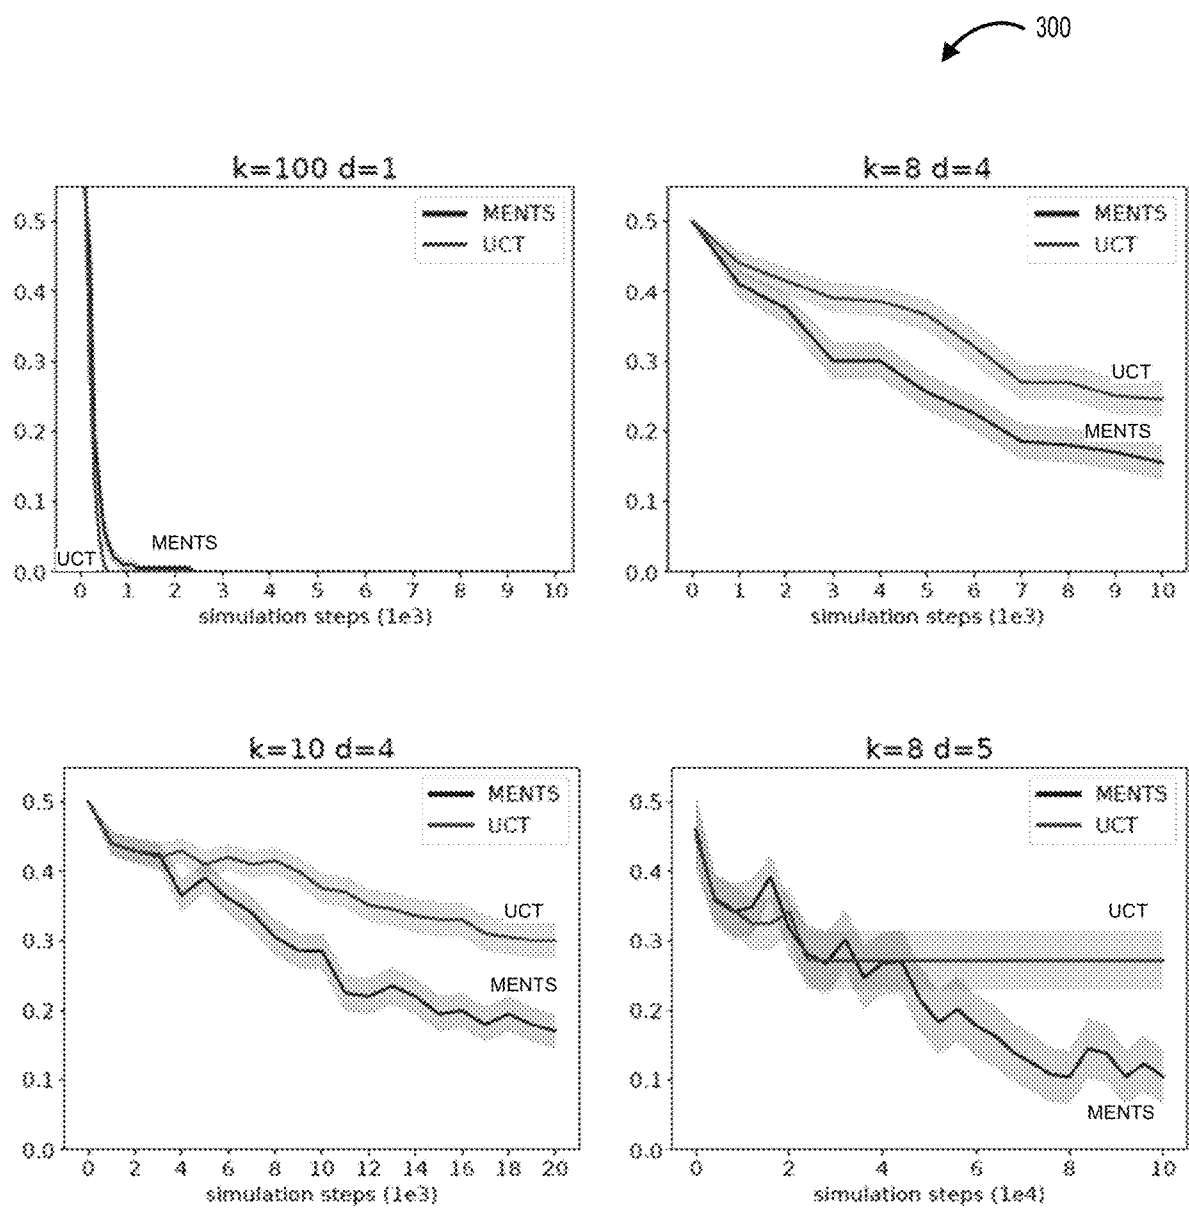 300
k=100 d=1
0.5
0.4
0.3
0.2
0.1
0.0
MENTS
UCT
UCT
MENTS
0 1 2 3 4 5 6 7 8 9 10
simulation steps (1e3)
k=8 d=4
0.5
0.4
0.3
0.2
0.1
0.0
MENTS
UCT
UCT
MENTS
0 1 2 3 4 5 6 7 8 9 10
simulation steps (1e3)
k=10 d=4
0.5
0.4
0.3
0.2
0.1
0.0
MENTS
UCT
UCT
MENTS
0 2 4 6 8 10 12 14 16 18 20
simulation steps (1e3)
k=8 d=5
0.5
0.4
0.3
0.2
0.1
0.0
MENTS
UCT
UCT
MENTS
0 2 4 6 8 10
simulation steps (1e4)